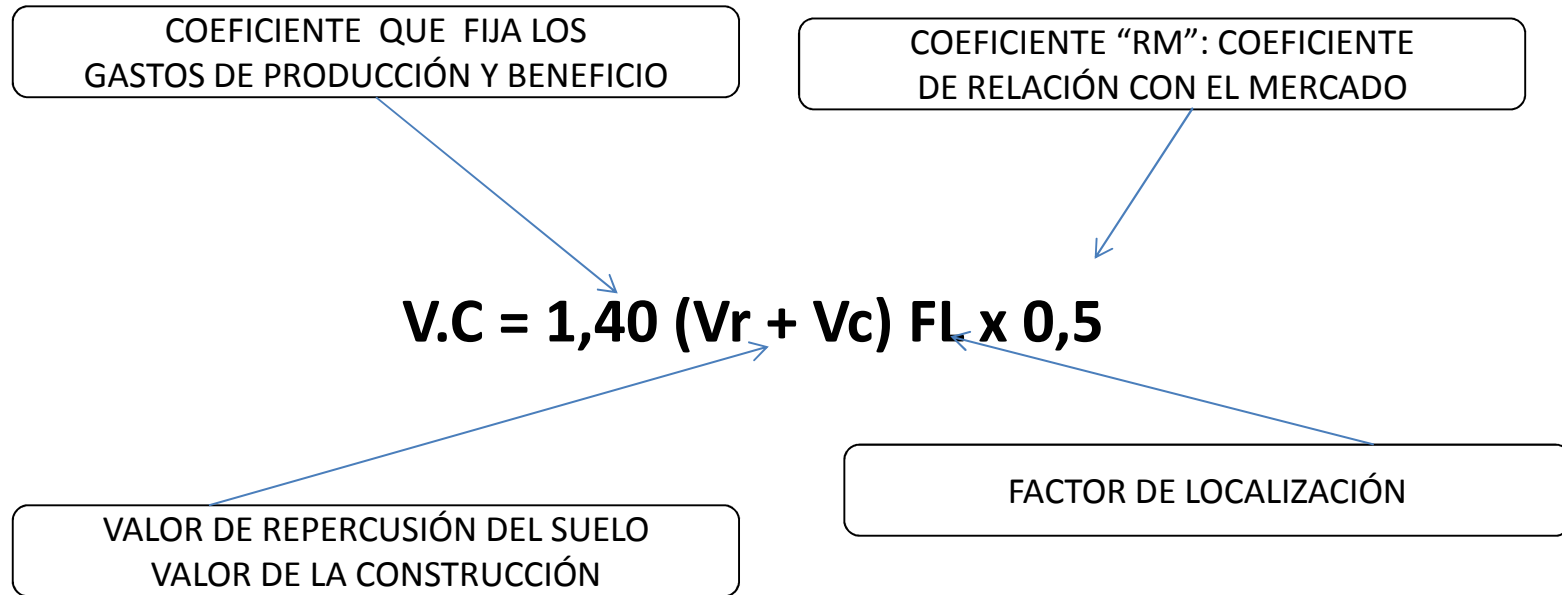 COEFICIENTE QUE FIJA LOS
GASTOS DE PRODUCCIÓN Y BENEFICIO
COEFICIENTE “RM”: COEFICIENTE
DE RELACIÓN CON EL MERCADO
V.C = 1,40 (Vr + Vc) FL x 0,5
VALOR DE REPERCUSIÓN DEL SUELO
VALOR DE LA CONSTRUCCIÓN
FACTOR DE LOCALIZACIÓN